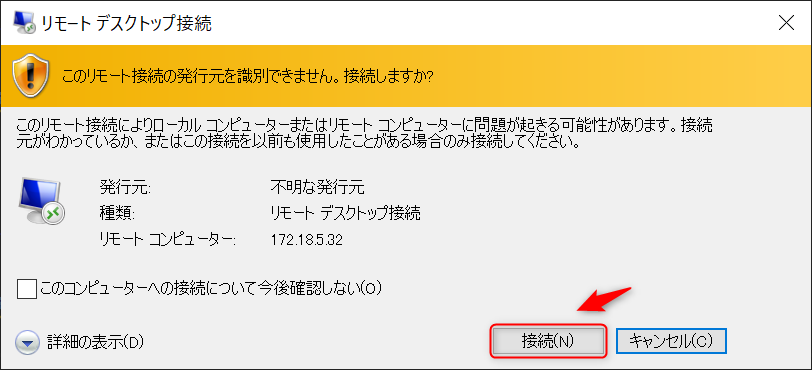 リモート デスクトップ接続
このリモート接続の発行元を識別できません。接続しますか?
このリモート接続によりローカル コンピューターまたはリモート コンピューターに問題が起きる可能性があります。接続
元がわかっているか、またはこの接続を以前も使用したことがある場合のみ接続してください。
発行元: 不明な発行元
種類: リモート デスクトップ接続
リモート コンピューター: 172.18.5.32
このコンピューターへの接続について今後確認しない(O)
詳細の表示(D) 接続(N) キャンセル(C)